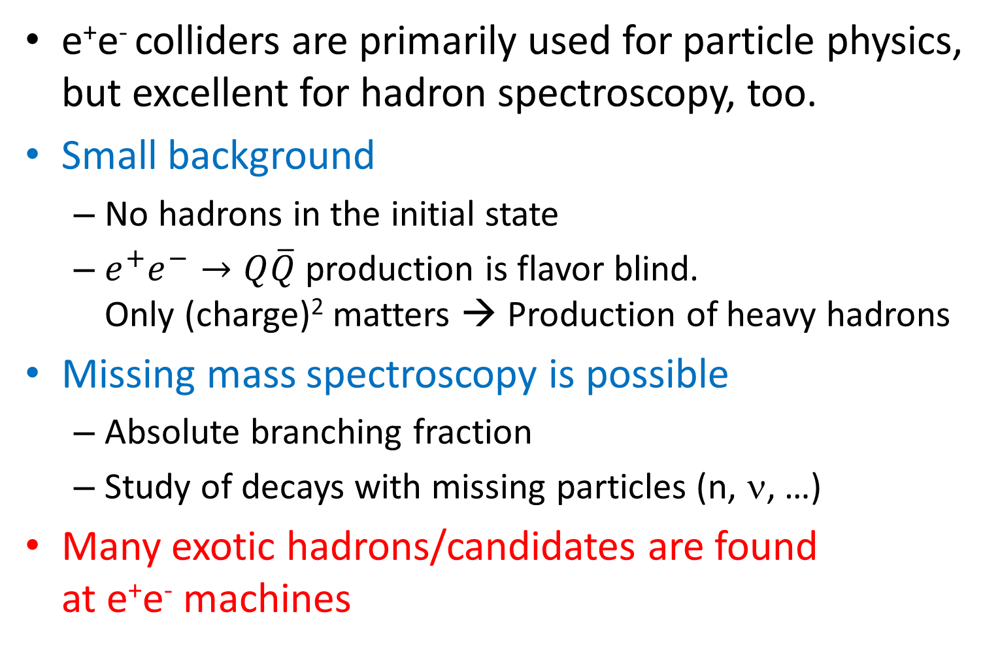 • e⁺e⁻ colliders are primarily used for particle physics,
but excellent for hadron spectroscopy, too.
• Small background
– No hadrons in the initial state
– e⁺e⁻ → QQ̄ production is flavor blind.
Only (charge)² matters → Production of heavy hadrons
• Missing mass spectroscopy is possible
– Absolute branching fraction
– Study of decays with missing particles (n, ν, ...)
• Many exotic hadrons/candidates are found
at e⁺e⁻ machines